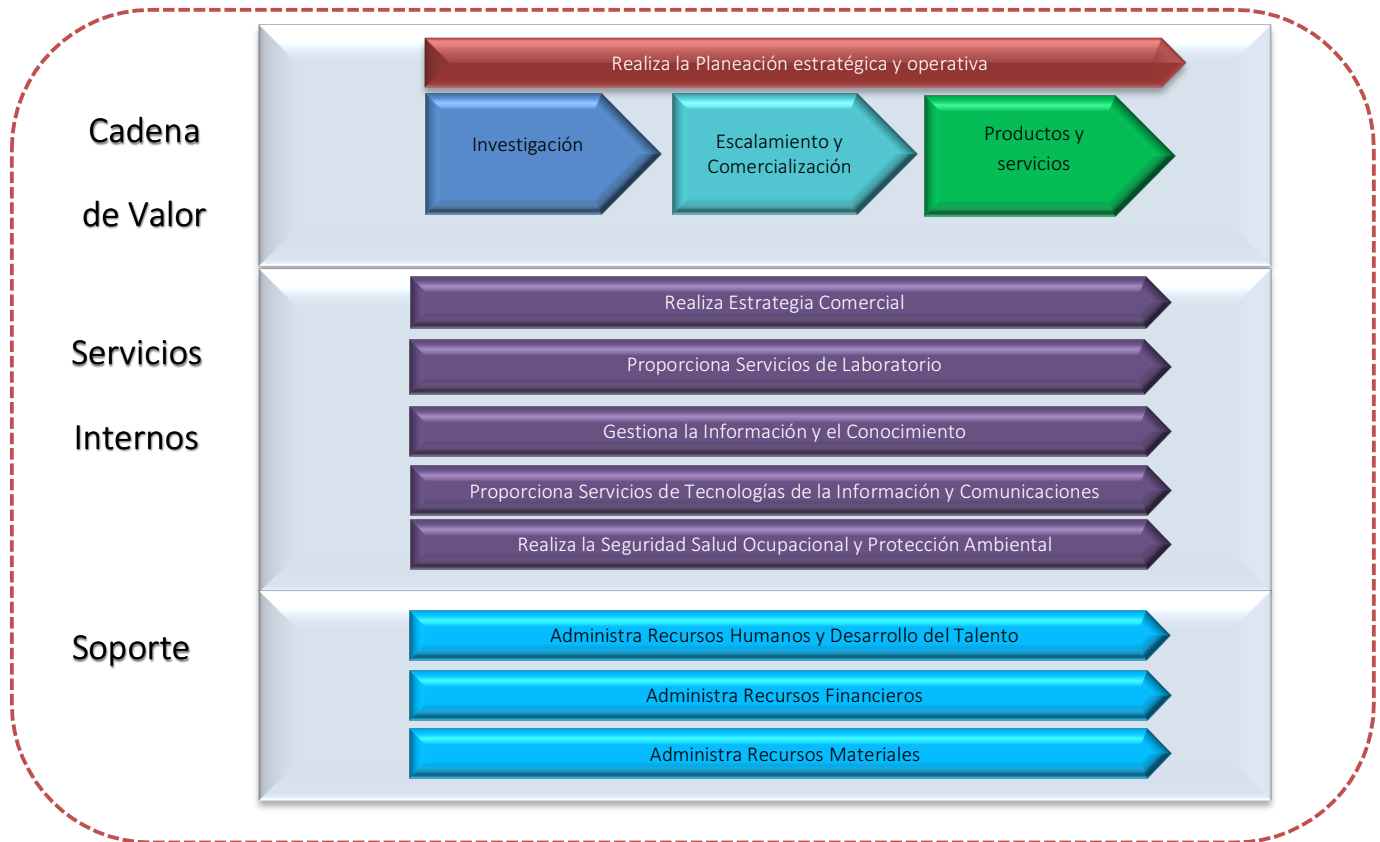 Cadena
de Valor
Realiza la Planeación estratégica y operativa
Investigación
Escalamiento y
Comercialización
Productos y
servicios
Servicios
Internos
Realiza Estrategia Comercial
Proporciona Servicios de Laboratorio
Gestiona la Información y el Conocimiento
Proporciona Servicios de Tecnologías de la Información y Comunicaciones
Realiza la Seguridad Salud Ocupacional y Protección Ambiental
Soporte
Administra Recursos Humanos y Desarrollo del Talento
Administra Recursos Financieros
Administra Recursos Materiales